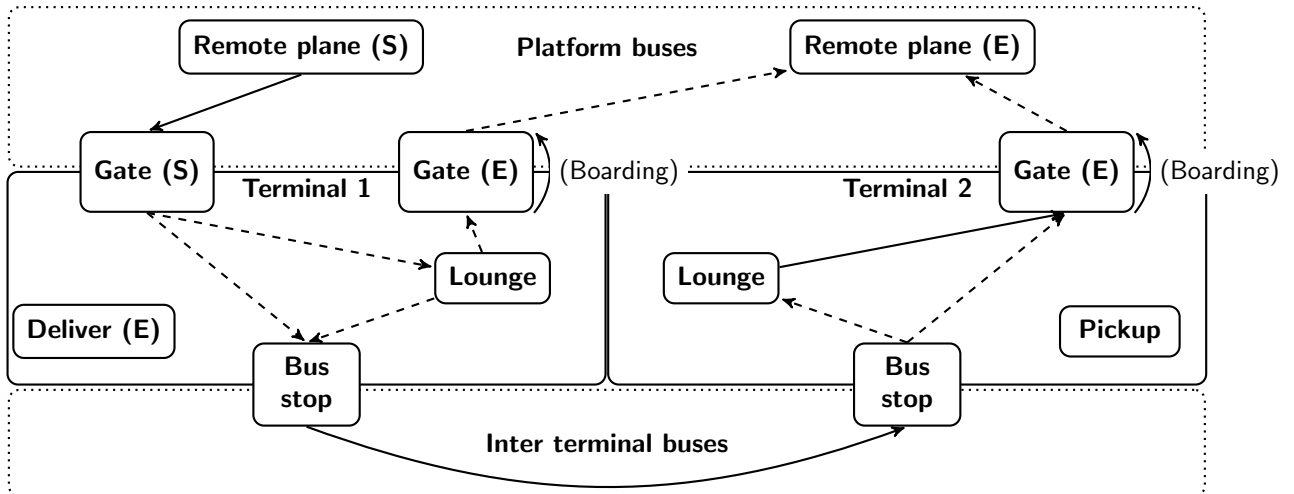 Remote plane (S)
Platform buses
Remote plane (E)
Gate (S)
Gate (E)
(Boarding)
Gate (E)
(Boarding)
Terminal 1
Terminal 2
Lounge
Lounge
Deliver (E)
Pickup
Bus
stop
Bus
stop
Inter terminal buses